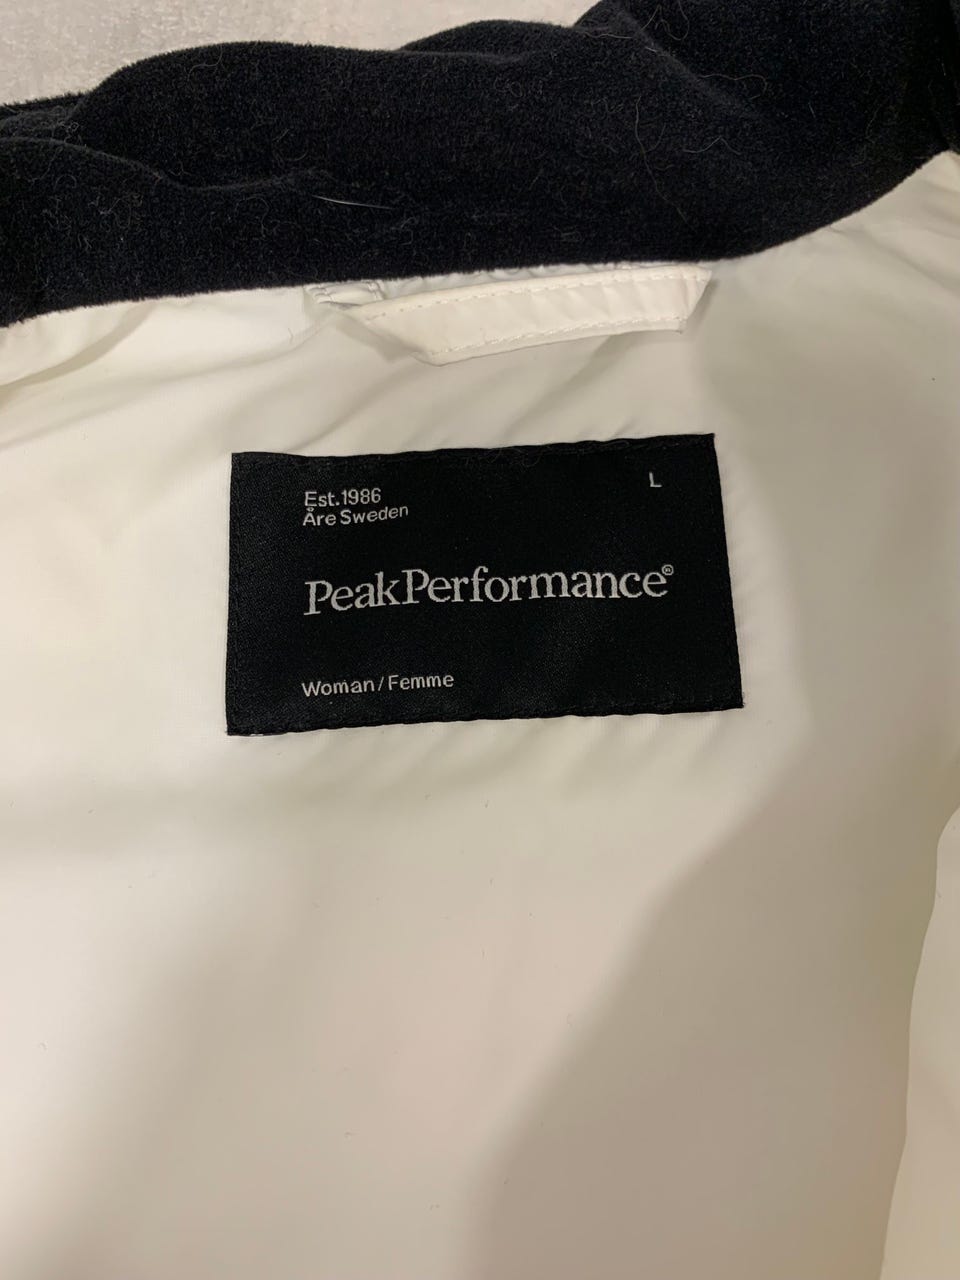 Est.1986
L
Åre Sweden
PeakPerformance®
Woman/Femme